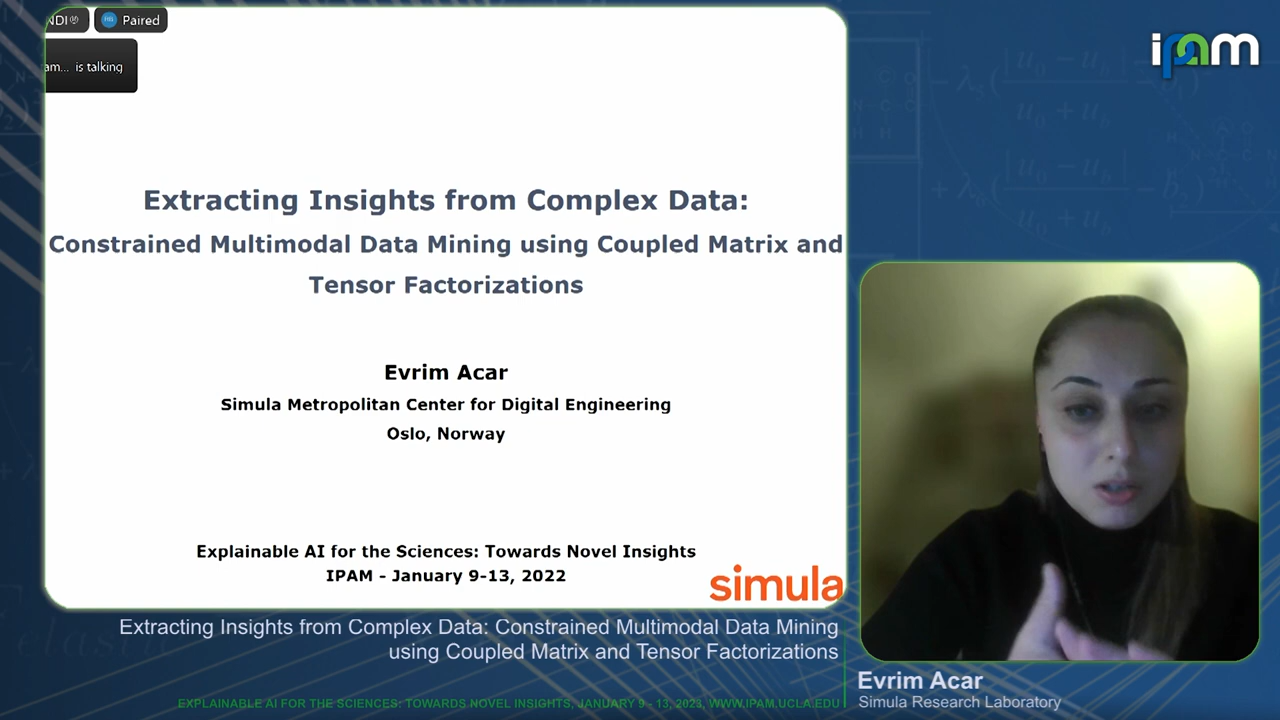 NDI
Paired
am... is talking
ipam
Extracting Insights from Complex Data:
Constrained Multimodal Data Mining using Coupled Matrix and
Tensor Factorizations
Evrim Acar
Simula Metropolitan Center for Digital Engineering
Oslo, Norway
Explainable AI for the Sciences: Towards Novel Insights
IPAM - January 9-13, 2022
simula
Extracting Insights from Complex Data: Constrained Multimodal Data Mining
using Coupled Matrix and Tensor Factorizations
Evrim Acar
Simula Research Laboratory
EXPLAINABLE AI FOR THE SCIENCES: TOWARDS NOVEL INSIGHTS, JANUARY 9 - 13, 2023, WWW.IPAM.UCLA.EDU